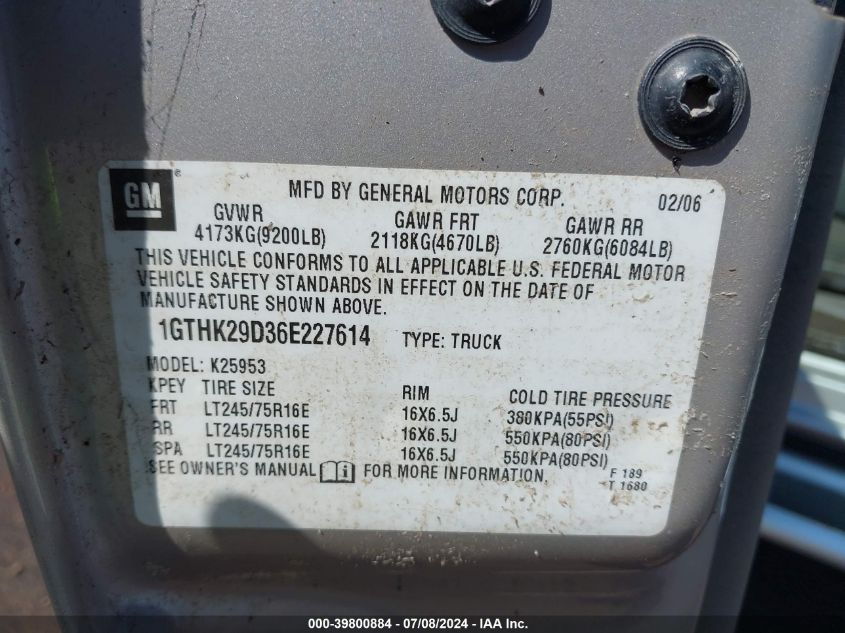 GM ®
MFD BY GENERAL MOTORS CORP. 02/06
GVWR GAWR FRT GAWR RR
4173KG(9200LB) 2118KG(4670LB) 2760KG(6084LB)
THIS VEHICLE CONFORMS TO ALL APPLICABLE U.S. FEDERAL MOTOR
VEHICLE SAFETY STANDARDS IN EFFECT ON THE DATE OF
MANUFACTURE SHOWN ABOVE.
1GTHK29D36E227614 TYPE: TRUCK
MODEL: K25953
KPEY TIRE SIZE RIM COLD TIRE PRESSURE
FRT LT245/75R16E 16X6.5J 380KPA(55PSI)
RR LT245/75R16E 16X6.5J 550KPA(80PSI)
SPA LT245/75R16E 16X6.5J 550KPA(80PSI)
SEE OWNER'S MANUAL i FOR MORE INFORMATION. F 189
T 1680
000-39800884 - 07/08/2024 - IAA Inc.